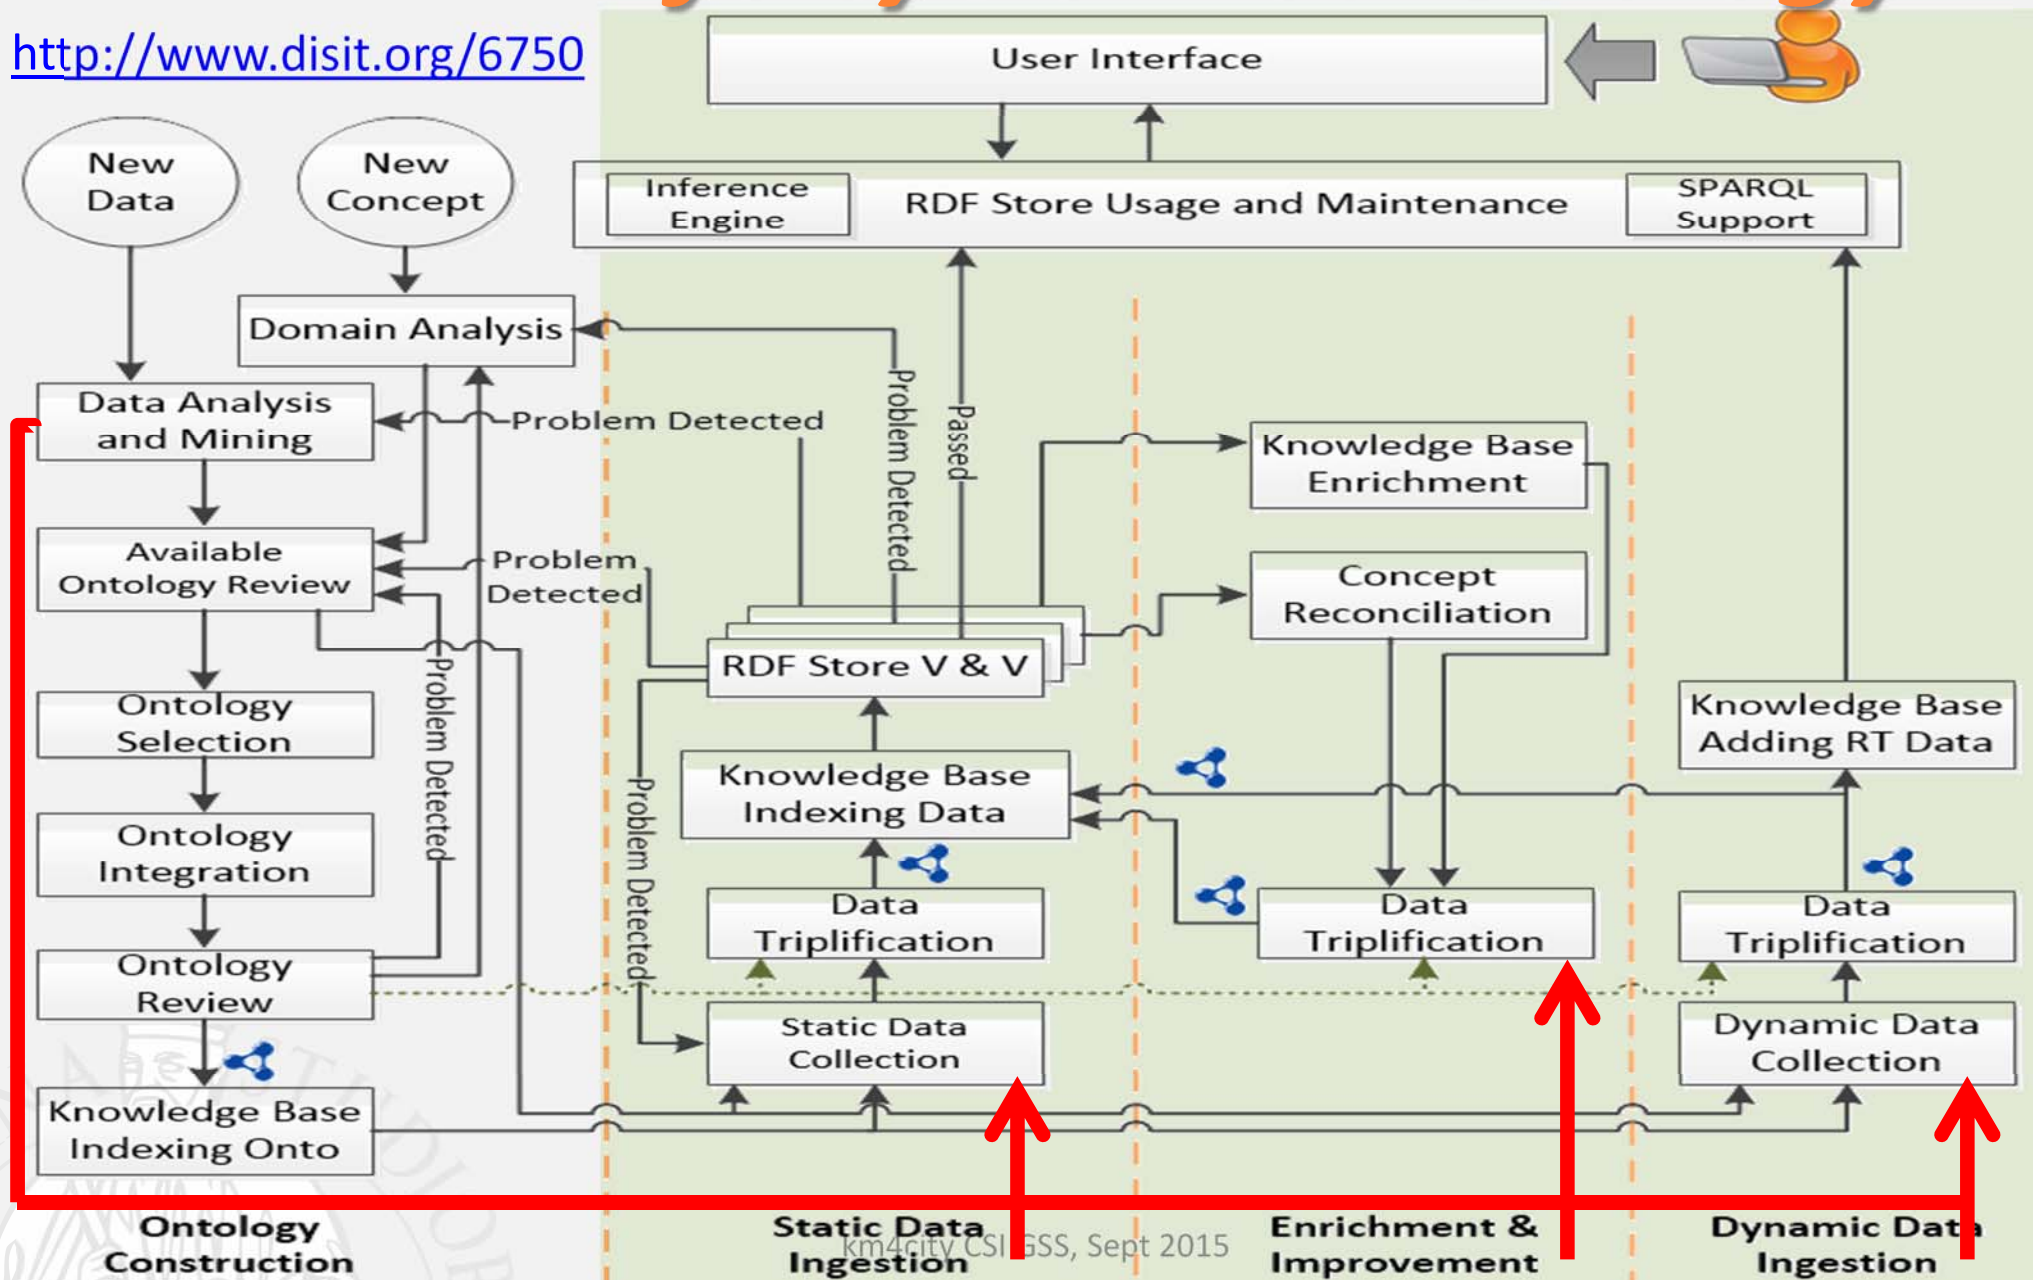 http://www.disit.org/6750
User Interface
New
Data
New
Concept
Inference
Engine
RDF Store Usage and Maintenance
SPARQL
Support
Domain Analysis
Data Analysis
and Mining
Problem Detected
Problem Detected
Passed
Knowledge Base
Enrichment
Available
Ontology Review
Problem
Detected
Concept
Reconciliation
RDF Store V & V
Ontology
Selection
Problem Detected
Problem Detected
Knowledge Base
Indexing Data
Knowledge Base
Adding RT Data
Ontology
Integration
Data
Triplification
Data
Triplification
Data
Triplification
Ontology
Review
Static Data
Collection
Dynamic Data
Collection
Knowledge Base
Indexing Onto
Ontology
Construction
Static Data
Ingestion
Enrichment &
Improvement
Dynamic Data
Ingestion
km4city CSI GSS, Sept 2015